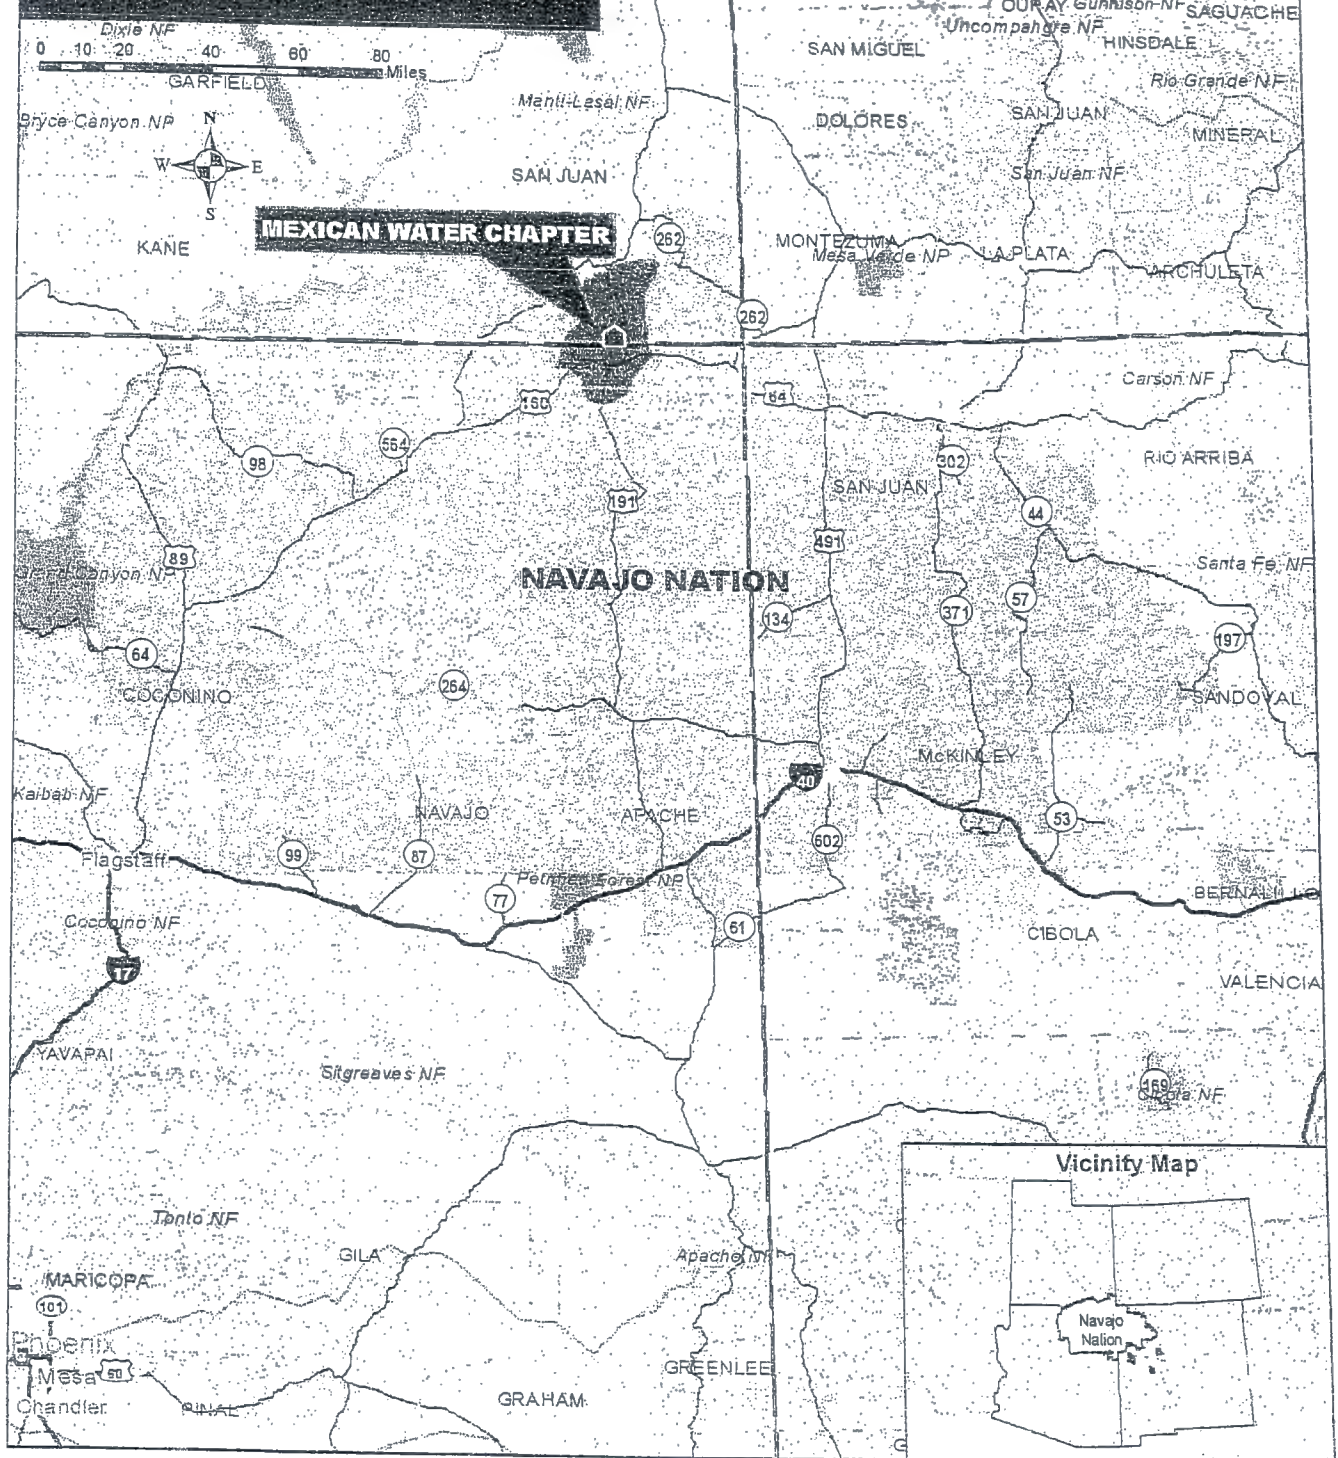 OURAY Gunnison NF SAGUACHE
Uncompahgre NF
HINSDALE
Dixie NF
SAN MIGUEL
0 10 20 40 60 80
Miles
GARFIELD
Rio Grande NF
Manti-Lasal NF
Bryce Canyon NP
DOLORES
SAN JUAN
MINERAL
N
W E
S
SAN JUAN
San Juan NF
MEXICAN WATER CHAPTER
KANE
262
MONTEZUMA
Mesa Verde NP
LA PLATA
ARCHULETA
262
Carson NF
160
64
564
98
302
RIO ARRIBA
SAN JUAN
191
44
491
89
Grand Canyon NP
Santa Fe NF
NAVAJO NATION
57
371
134
197
64
264
COCONINO
SANDOVAL
McKINLEY
40
Kaibab NF
NAVAJO
APACHE
53
602
Flagstaff
99
87
Petrified Forest NP
77
BERNALILLO
Coconino NF
61
CIBOLA
17
VALENCIA
YAVAPAI
Sitgreaves NF
169
Cibola NF
Vicinity Map
Tonto NF
GILA
Apache NF
MARICOPA
101
Navajo
Nation
Phoenix
Mesa
60
GREENLEE
Chandler
PINAL
GRAHAM